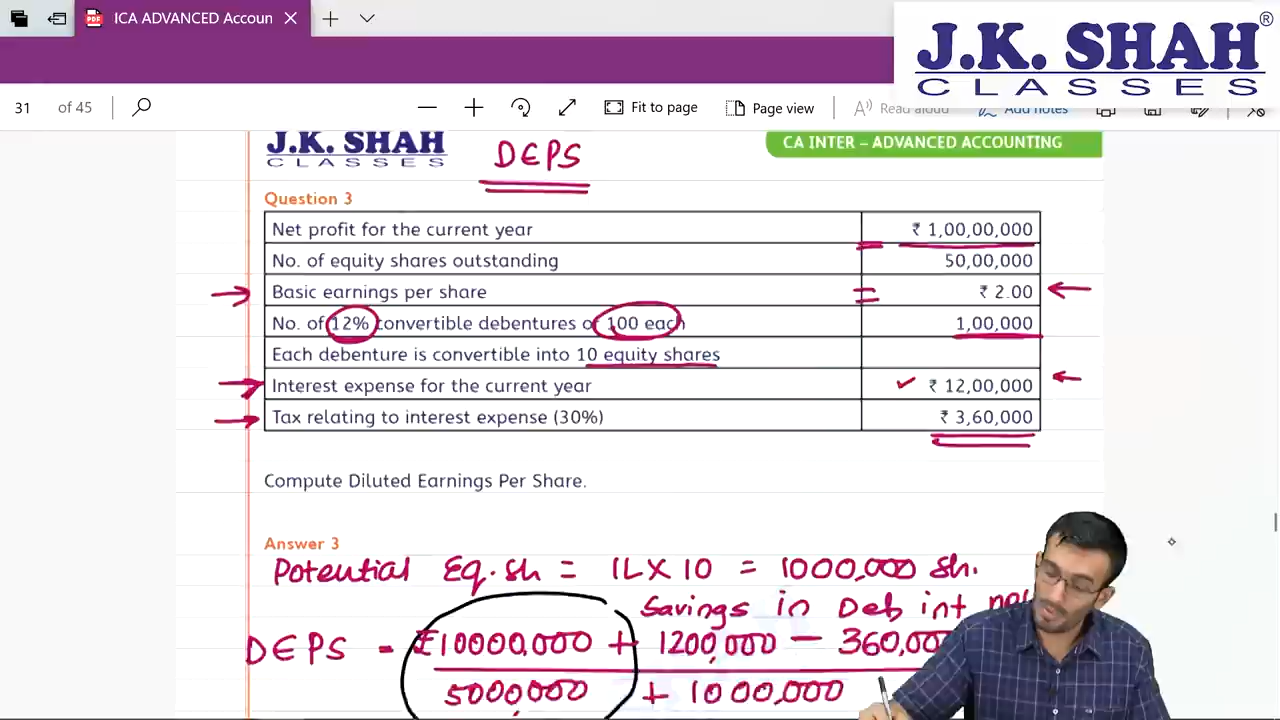 ICA ADVANCED Accoun
J.K. SHAH®
CLASSES
31 of 45
Fit to page
Page view
Read aloud
Add notes
J.K. SHAH
CLASSES
DEPS
CA INTER – ADVANCED ACCOUNTING
Question 3
Net profit for the current year ₹ 1,00,00,000
No. of equity shares outstanding 50,00,000
Basic earnings per share = ₹ 2.00
No. of 12% convertible debentures of 100 each 1,00,000
Each debenture is convertible into 10 equity shares
Interest expense for the current year ✓ ₹ 12,00,000
Tax relating to interest expense (30%) ₹ 3,60,000
Compute Diluted Earnings Per Share.
Answer 3
Potential Eq.sh = 1L X 10 = 1000,000 sh.
Savings in Deb int
DEPS = ₹10000,000 + 1200,000 – 360,000
5000,000 + 1000,000